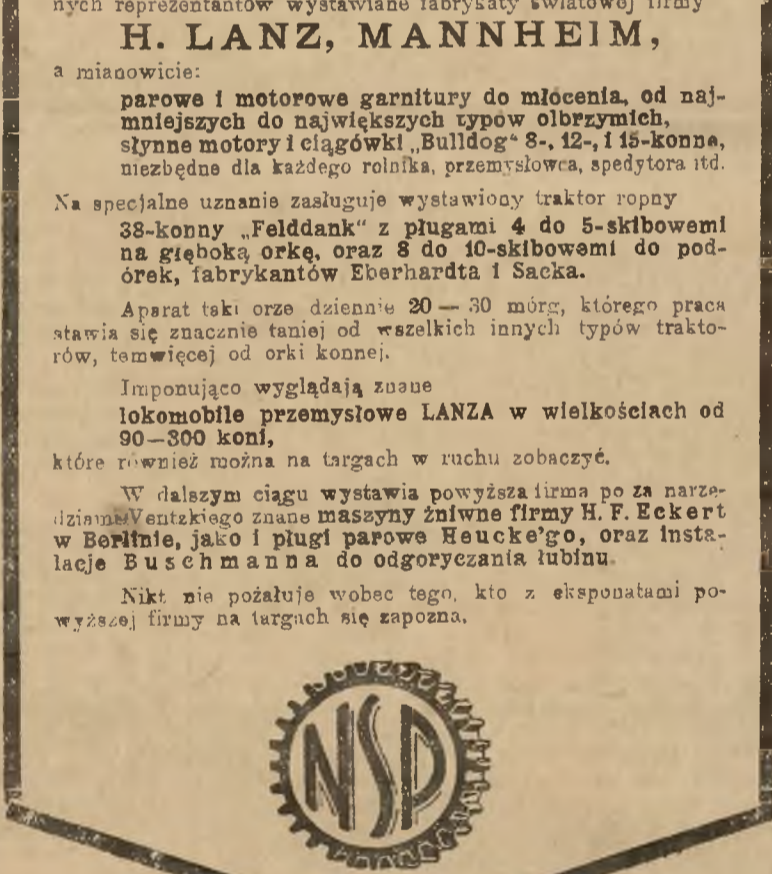 nych reprezentantów wystawiane fabrykaty światowej firmy
H. LANZ, MANNHEIM,
a mianowicie:
parowe i motorowe garnitury do młócenia, od naj-
mniejszych do największych typów olbrzymich,
słynne motory i ciągówki „Bulldog“ 8-, 12-, i 15-konne,
niezbędne dla każdego rolnika, przemysłowca, spedytora itd.
Na specjalne uznanie zasługuje wystawiony traktor ropny
38-konny „Felddank“ z pługami 4 do 5-skibowemi
na głęboką orkę, oraz 8 do 10-skibowemi do pod-
órek, fabrykantów Eberhardta i Sacka.
Aparat taki orze dziennie 20 — 30 mórg, którego praca
stawia się znacznie taniej od wszelkich innych typów trakto-
rów, temwięcej od orki konnej.
Imponująco wyglądają znane
lokomobile przemysłowe LANZA w wielkościach od
90—300 koni,
które również można na targach w ruchu zobaczyć.
W dalszym ciągu wystawia powyższa firma po za narzę-
dziami Ventzkiego znane maszyny żniwne firmy H. F. Eckert
w Berlinie, jako i pługi parowe Heucke'go, oraz insta-
lacje Buschmanna do odgoryczania łubinu.
Nikt nie pożałuje wobec tego, kto z eksponatami po-
wyższej firmy na targach się zapozna.
NSP